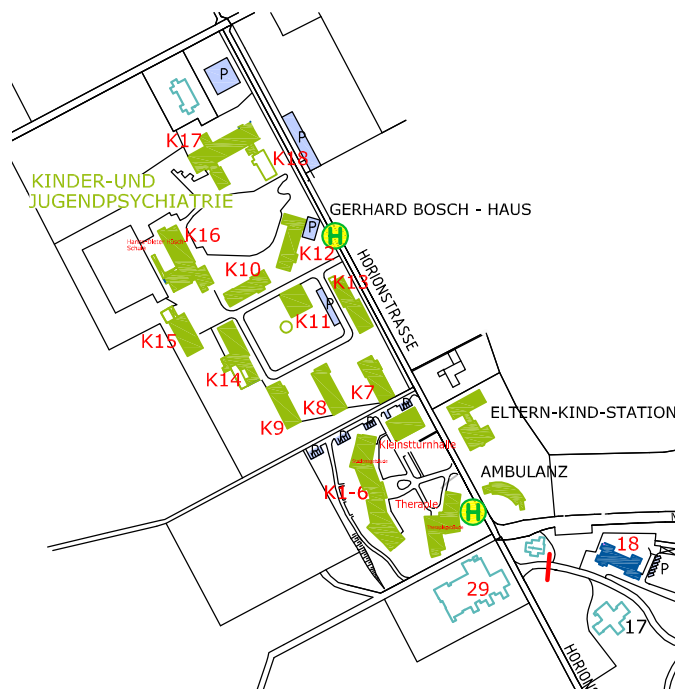 P
K17
P
K18
KINDER-UND
JUGENDPSYCHIATRIE
GERHARD BOSCH - HAUS
K16
P
H
Schule
K12
HORIONSTRASSE
K10
K13
P
K11
K15
K14
K7
K8
K9
ELTERN-KIND-STATION
Kleinstturnhalle
AMBULANZ
K1-6
Therapie
H
18
P
29
17